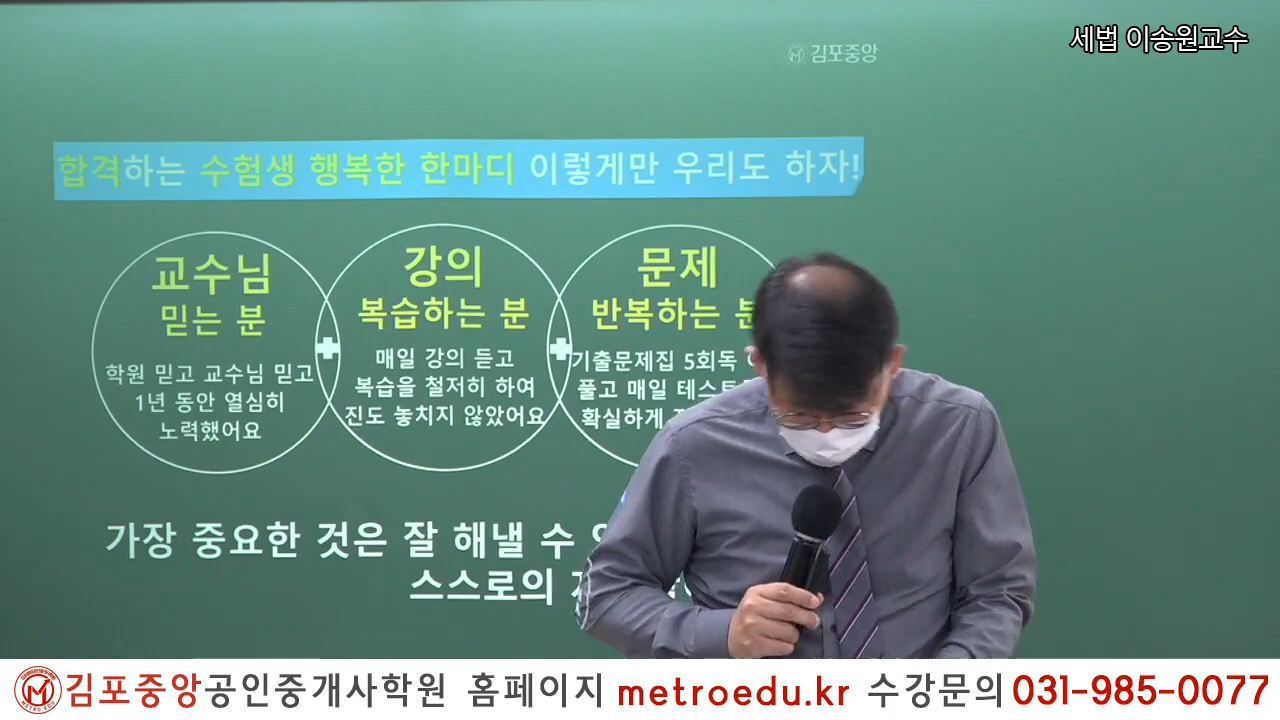 세법 이송원교수
김포중앙
합격하는 수험생 행복한 한마디 이렇게만 우리도 하자!
교수님
믿는 분
학원 믿고 교수님 믿고
1년 동안 열심히
노력했어요
강의
복습하는 분
매일 강의 듣고
복습을 철저히 하여
진도 놓치지 않았어요
문제
반복하는 분
기출문제집 5회독
풀고 매일
확실하게
가장 중요한 것은 잘 해낼 수
스스로의
METRO EDU
김포중앙공인중개사학원 홈페이지 metroedu.kr 수강문의 031-985-0077